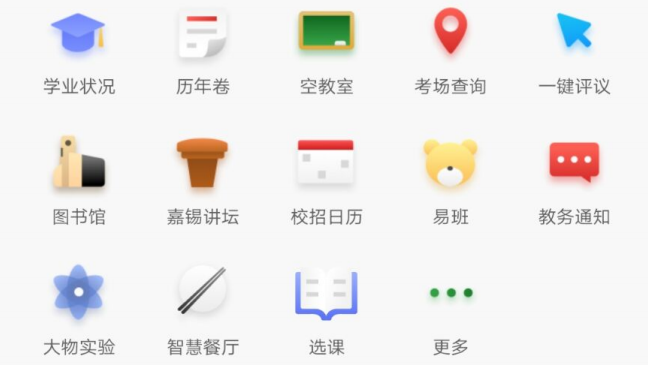 学业状况 历年卷 空教室 考场查询 一键评议
图书馆 嘉锡讲坛 校招日历 易班 教务通知
大物实验 智慧餐厅 选课 更多